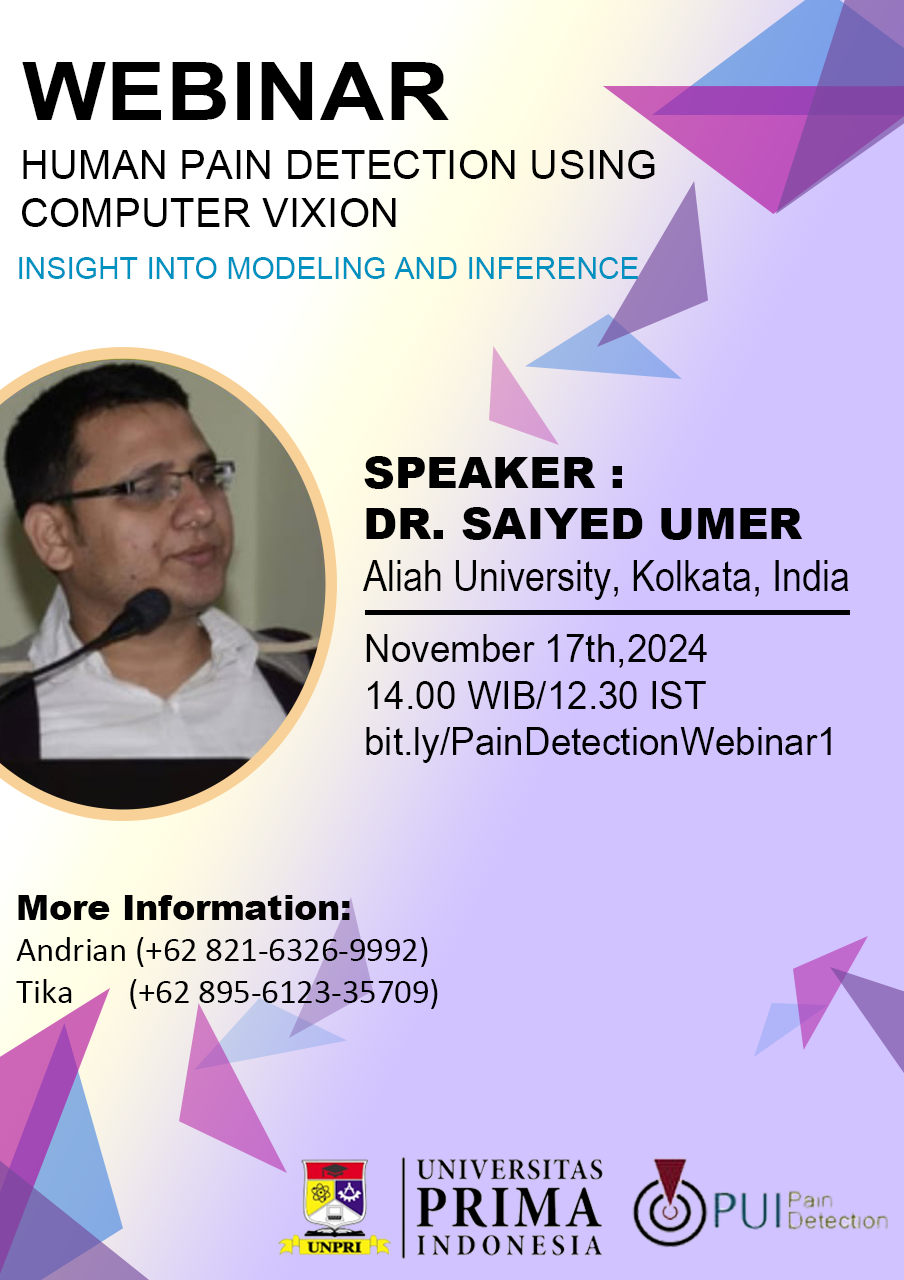 WEBINAR
HUMAN PAIN DETECTION USING
COMPUTER VIXION
INSIGHT INTO MODELING AND INFERENCE
SPEAKER :
DR. SAIYED UMER
Aliah University, Kolkata, India
November 17th,2024
14.00 WIB/12.30 IST
bit.ly/PainDetectionWebinar1
More Information:
Andrian (+62 821-6326-9992)
Tika (+62 895-6123-35709)
UNPRI
UNIVERSITAS
PRIMA
INDONESIA
PUI Pain
Detection